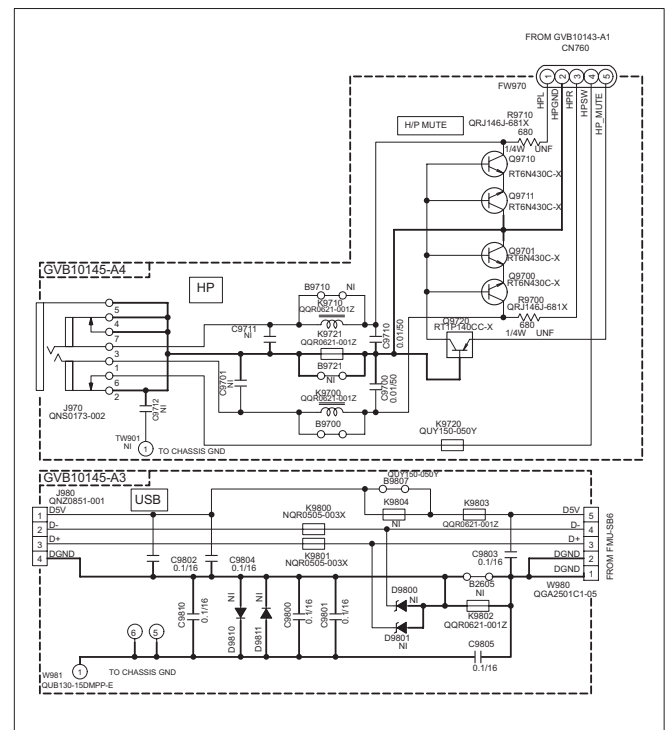 FROM GVB10143-A1
CN760
FW970
1
2
3
4
5
HPL
HPGND
HPR
HPSW
HP_MUTE
R9710
QRJ146J-681X
680
1/4W UNF
H/P MUTE
Q9710
RT6N430C-X
Q9711
RT6N430C-X
Q9701
RT6N430C-X
Q9700
RT6N430C-X
R9700
QRJ146J-681X
680
1/4W UNF
Q9720
RT1P140CC-X
GVB10145-A4
HP
B9710
NI
K9710
QQR0621-001Z
K9721
QQR0621-001Z
B9721
NI
K9700
QQR0621-001Z
B9700
C9711
NI
C9701
NI
C9710
0.01/50
C9700
0.01/50
5
4
7
3
1
6
2
J970
QNS0173-002
C9712
NI
TW901
NI
1
TO CHASSIS GND
K9720
QUY150-050Y
GVB10145-A3
J980
QNZ0851-001
USB
1
D5V
2
D-
3
D+
4
DGND
QUY150-050Y
B9807
K9804
NI
K9803
QQR0621-001Z
K9800
NQR0505-003X
K9801
NQR0505-003X
C9802
0.1/16
C9804
0.1/16
C9803
0.1/16
D5V
5
D-
4
D+
3
DGND
2
DGND
1
FROM FMU-SB6
W980
QGA2501C1-05
C9810
0.1/16
D9810
NI
D9811
NI
C9800
0.1/16
C9801
0.1/16
D9800
NI
D9801
NI
B2605
NI
K9802
QQR0621-001Z
C9805
0.1/16
6
5
W981
1
TO CHASSIS GND
QUB130-15DMPP-E